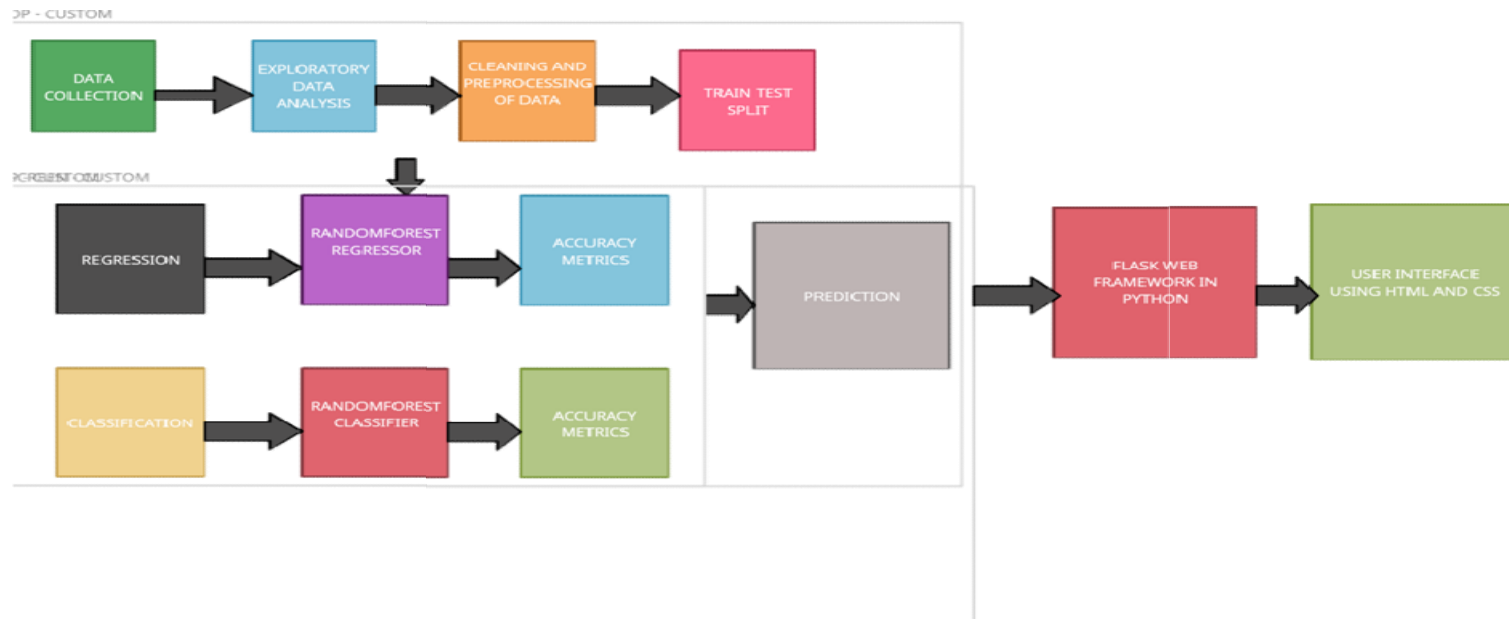 OP - CUSTOM
DATA
COLLECTION
EXPLORATORY
DATA
ANALYSIS
CLEANING AND
PREPROCESSING
OF DATA
TRAIN TEST
SPLIT
CUSTOM
REGRESSION
RANDOMFOREST
REGRESSOR
ACCURACY
METRICS
PREDICTION
FLASK WEB
FRAMEWORK IN
PYTHON
USER INTERFACE
USING HTML AND CSS
CLASSIFICATION
RANDOMFOREST
CLASSIFIER
ACCURACY
METRICS